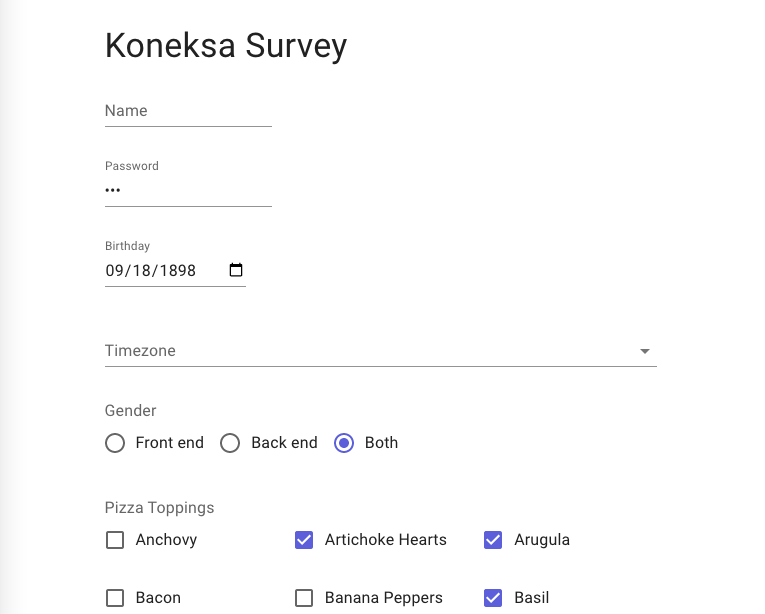 Koneksa Survey
Name
Password
•••
Birthday
09/18/1898
Timezone
Gender
Front end Back end Both
Pizza Toppings
Anchovy Artichoke Hearts Arugula
Bacon Banana Peppers Basil